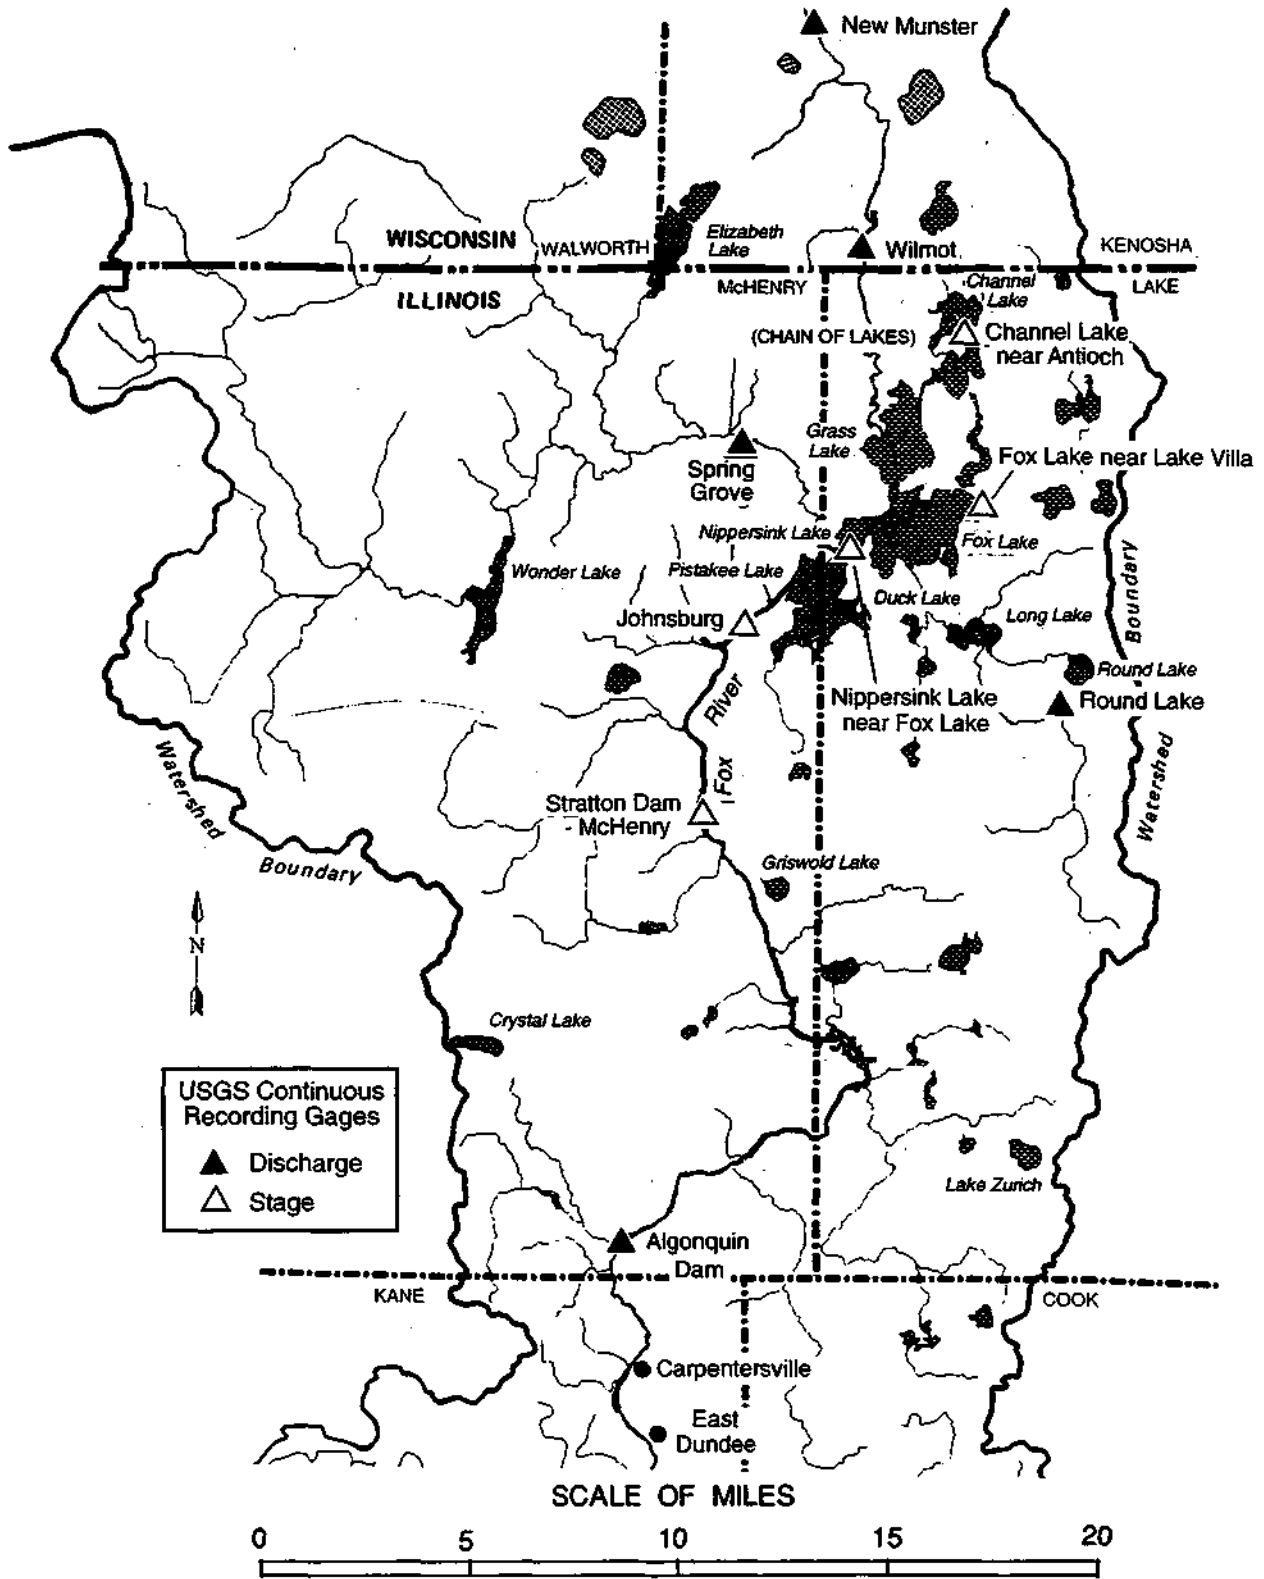 New Munster
WISCONSIN
WALWORTH
Elizabeth
Lake
Wilmot
KENOSHA
ILLINOIS
McHENRY
Channel
Lake
LAKE
(CHAIN OF LAKES)
Channel Lake
near Antioch
Grass
Lake
Fox Lake near Lake Villa
Spring
Grove
Nippersink Lake
Fox Lake
Wonder Lake
Pistakee Lake
Duck Lake
Long Lake
Boundary
Johnsburg
Round Lake
River
Nippersink Lake
near Fox Lake
Round Lake
Watershed
Fox
Watershed
Stratton Dam
McHenry
Boundary
Griswold Lake
N
Crystal Lake
USGS Continuous
Recording Gages
Discharge
Stage
Lake Zurich
Algonquin
Dam
KANE
COOK
Carpentersville
East
Dundee
SCALE OF MILES
0 5 10 15 20